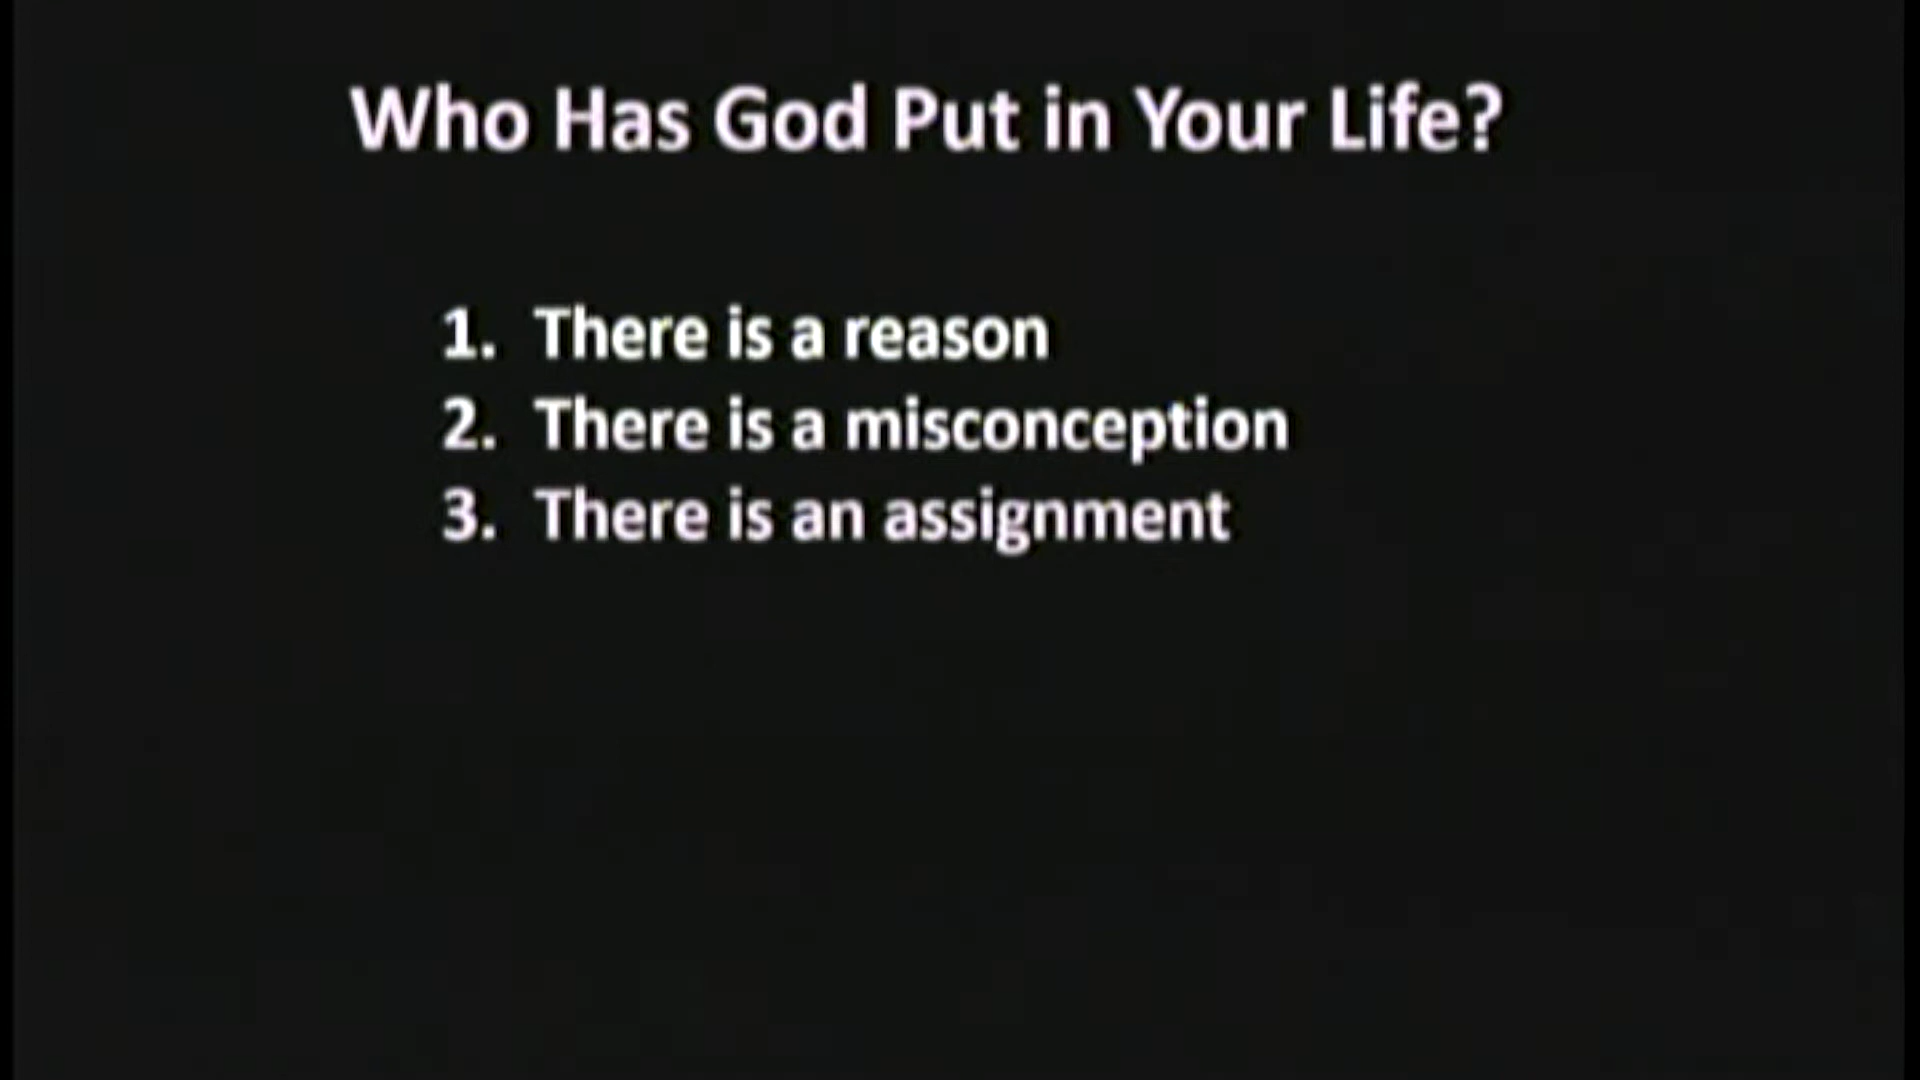 Who Has God Put in Your Life?
1. There is a reason
2. There is a misconception
3. There is an assignment